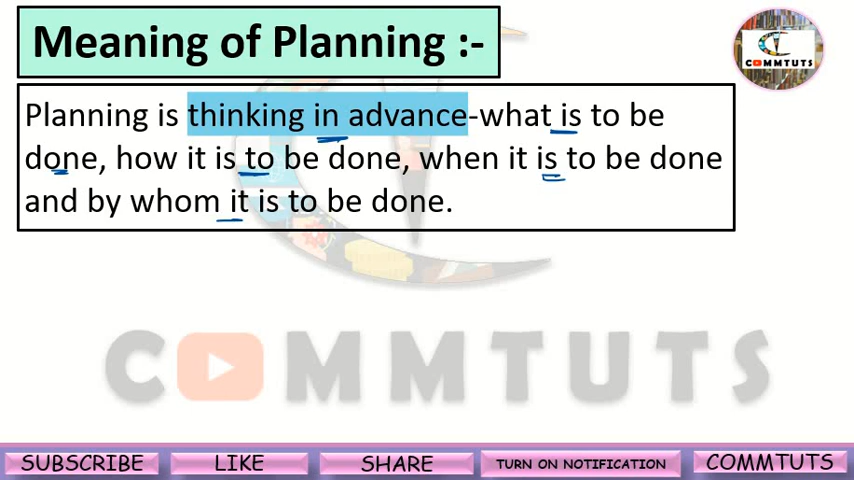 Meaning of Planning :-
COMMTUTS
Planning is thinking in advance-what is to be
done, how it is to be done, when it is to be done
and by whom it is to be done.
COMMTUTS
SUBSCRIBE LIKE SHARE TURN ON NOTIFICATION COMMTUTS